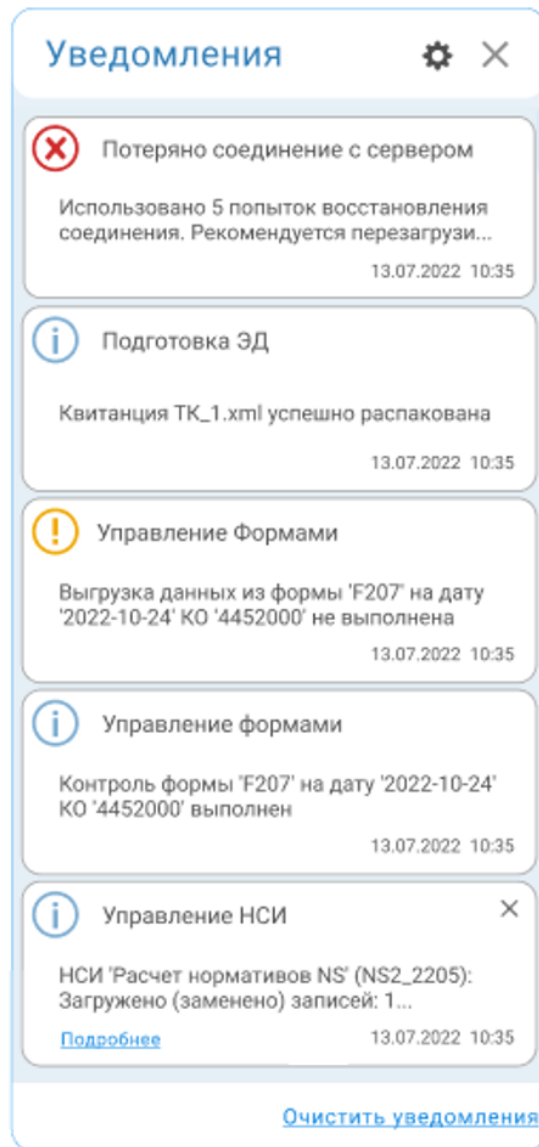 Уведомления
Потеряно соединение с сервером
Использовано 5 попыток восстановления
соединения. Рекомендуется перезагрузи...
13.07.2022 10:35
Подготовка ЭД
Квитанция ТК_1.xml успешно распакована
13.07.2022 10:35
Управление Формами
Выгрузка данных из формы 'F207' на дату
'2022-10-24' КО '4452000' не выполнена
13.07.2022 10:35
Управление формами
Контроль формы 'F207' на дату '2022-10-24'
КО '4452000' выполнен
13.07.2022 10:35
Управление НСИ
НСИ 'Расчет нормативов NS' (NS2_2205):
Загружено (заменено) записей: 1...
Подробнее 13.07.2022 10:35
Очистить уведомления